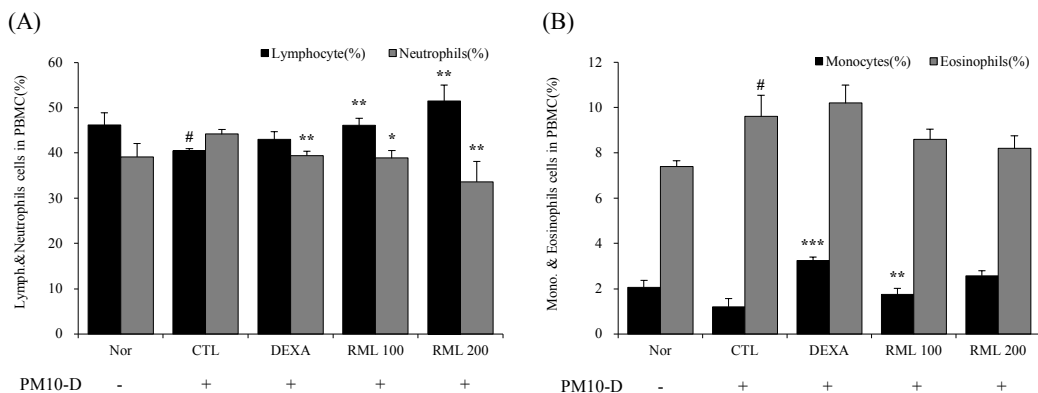 (A)
Lymphocyte(%) Neutrophils(%)
Lymph.&Neutrophils cells in PBMC(%)
60
50
40
30
20
10
0
# ** ** * ** **
Nor CTL DEXA RML 100 RML 200
PM10-D - + + + +
(B)
Monocytes(%) Eosinophils(%)
Mono. & Eosinophils cells in PBMC(%)
12
10
8
6
4
2
0
# *** **
Nor CTL DEXA RML 100 RML 200
PM10-D - + + + +